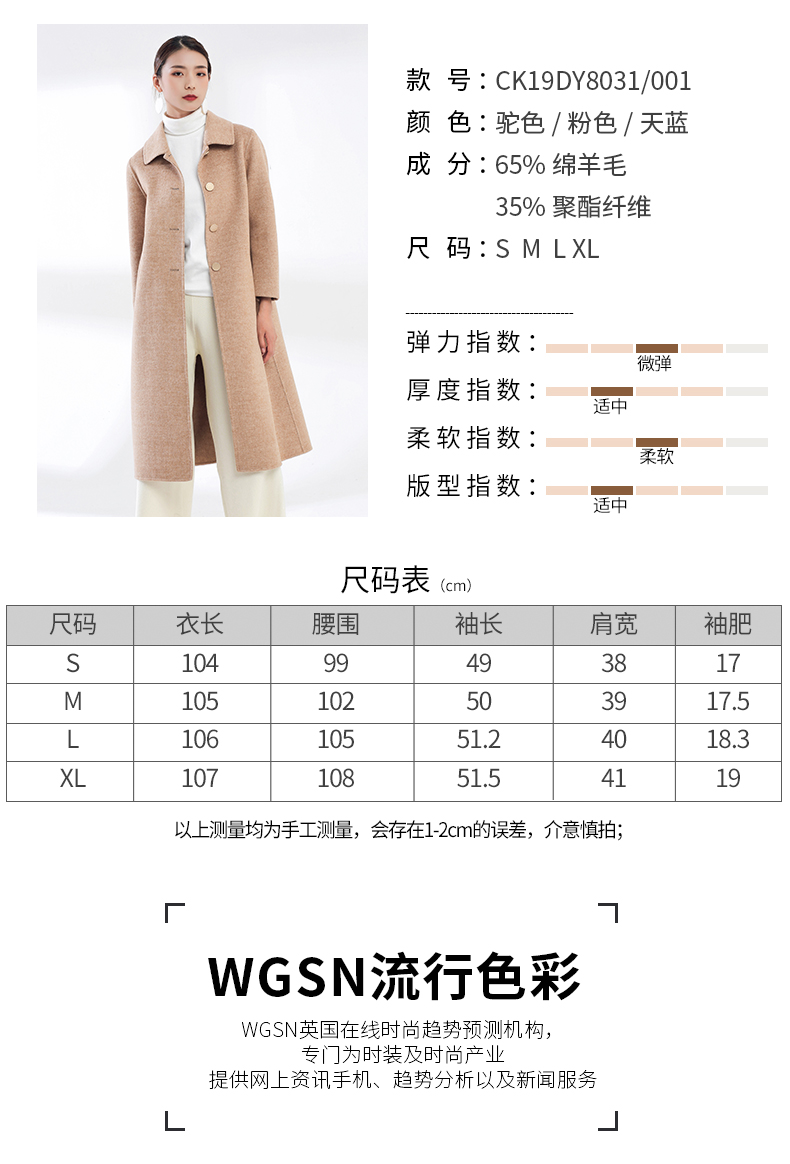 款 号：CK19DY8031/001
颜 色：驼色 / 粉色 / 天蓝
成 分：65% 绵羊毛
35% 聚酯纤维
尺 码：S M L XL
------------------------------------
弹力指数：
微弹
厚度指数：
适中
柔软指数：
柔软
版型指数：
适中
尺码表（cm）
尺码 衣长 腰围 袖长 肩宽 袖肥
S 104 99 49 38 17
M 105 102 50 39 17.5
L 106 105 51.2 40 18.3
XL 107 108 51.5 41 19
以上测量均为手工测量，会存在1-2cm的误差，介意慎拍；
WGSN流行色彩
WGSN英国在线时尚趋势预测机构，
专门为时装及时尚产业
提供网上资讯手机、趋势分析以及新闻服务